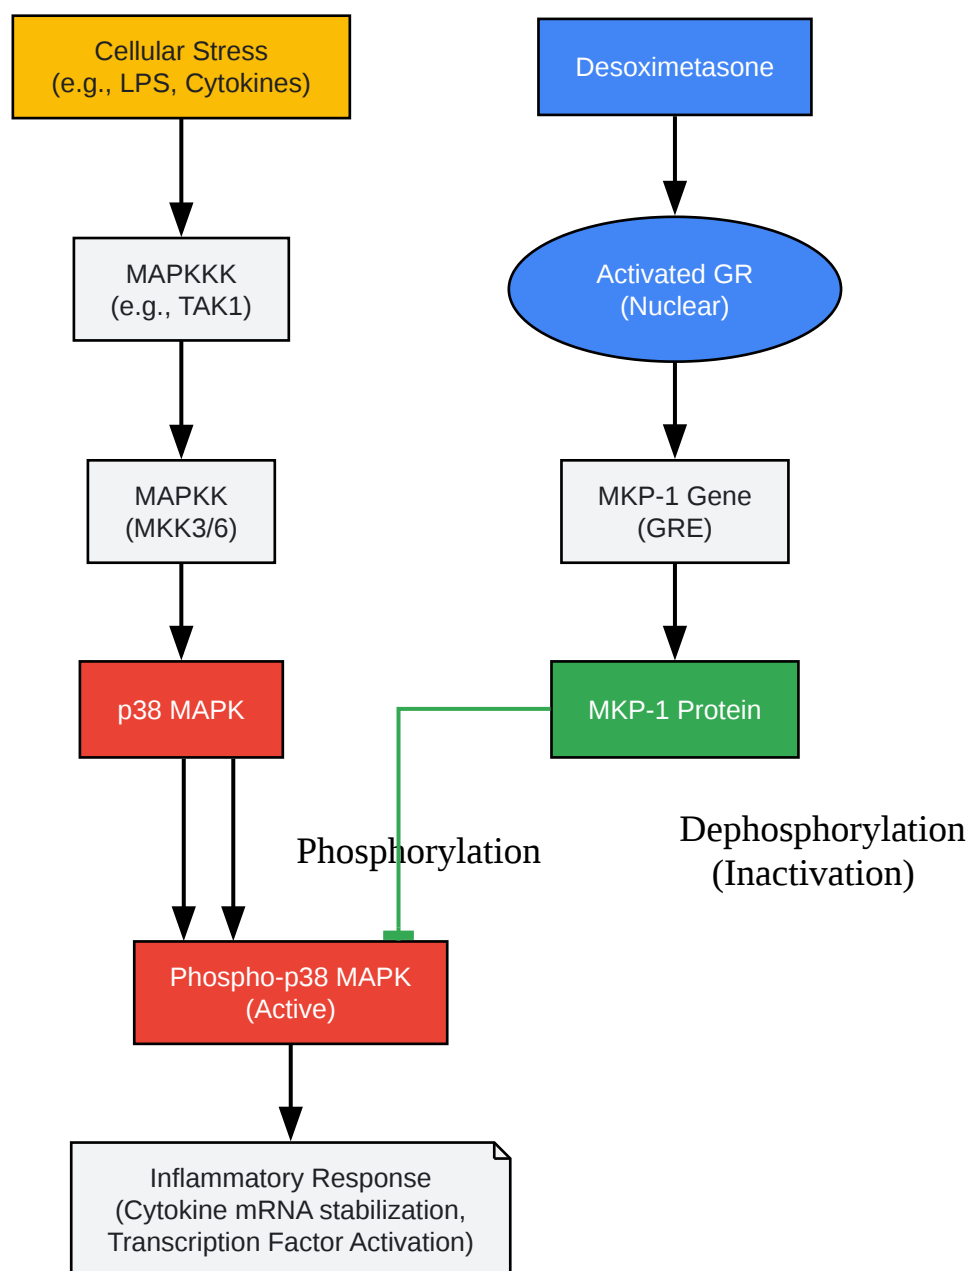 Cellular Stress
(e.g., LPS, Cytokines)
Desoximetasone
MAPKKK
(e.g., TAK1)
Activated GR
(Nuclear)
MAPKK
(MKK3/6)
MKP-1 Gene
(GRE)
p38 MAPK
MKP-1 Protein
Phosphorylation
Dephosphorylation
(Inactivation)
Phospho-p38 MAPK
(Active)
Inflammatory Response
(Cytokine mRNA stabilization,
Transcription Factor Activation)